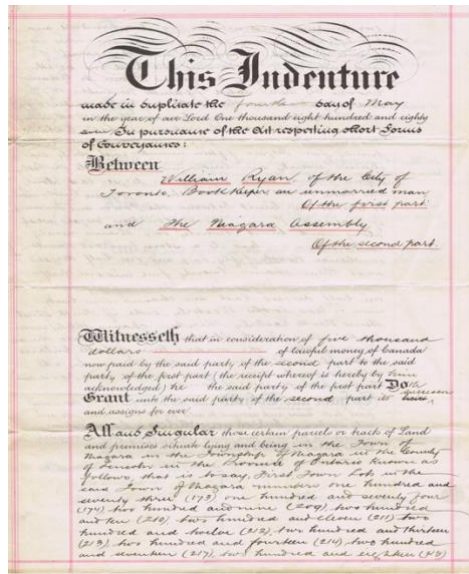 This Indenture
made in duplicate the fourth day of May
in the year of our Lord One thousand eight hundred and eighty
seven In pursuance of the Act respecting short Forms
of Conveyances:
Between
William Ryan of the City of
Toronto, Bookkeeper, an unmarried man
Of the first part
and The Niagara Assembly
Of the second part
Witnesseth that in consideration of five thousand
dollars of lawful money of Canada
now paid by the said party of the second part to the said
party of the first part (the receipt whereof is hereby by him
acknowledged) he the said party of the first part Doth
Grant unto the said party of the second part its successors
and assigns for ever
All and Singular those certain parcels or tracts of Land
and premises situate lying and being in the Town of
Niagara in the Township of Niagara in the County
of Lincoln in the Province of Ontario known as
follows that is to say, First, Town Lots in the
said Town of Niagara numbers one hundred and
seventy three (173) one hundred and seventy four
(174) two hundred and nine (209), two hundred
and ten (210), two hundred and eleven (211) two
hundred and twelve (212), two hundred and thirteen
(213), two hundred and fourteen (214), two hundred
and seventeen (217), two hundred and eighteen (218)